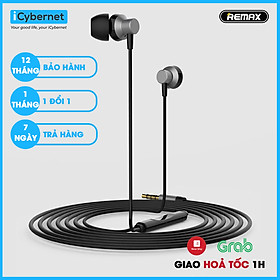 iCybernet
Your good life, your iCybernet
REMAX
12 THÁNG
BẢO HÀNH
1 THÁNG
1 ĐỔI 1
7 NGÀY
TRẢ HÀNG
Grab
GIAO HOẢ TỐC 1H